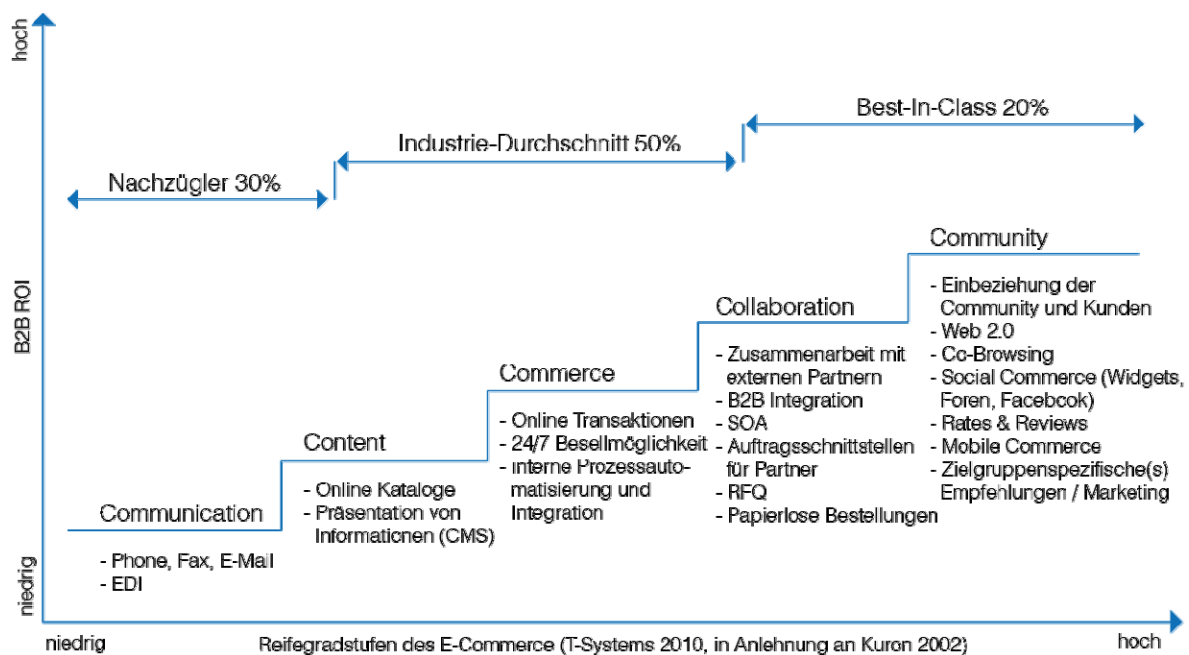 hoch
Best-In-Class 20%
Industrie-Durchschnitt 50%
Nachzügler 30%
B2B ROI
Community
- Einbeziehung der
Community und Kunden
- Web 2.0
- Co-Browsing
- Social Commerce (Widgets,
Foren, Facebook)
- Rates & Reviews
- Mobile Commerce
- Zielgruppenspezifische(s)
Empfehlungen / Marketing
Collaboration
- Zusammenarbeit mit
externen Partnern
- B2B Integration
- SOA
- Auftragsschnittstellen
für Partner
- RFQ
- Papierlose Bestellungen
Commerce
- Online Transaktionen
- 24/7 Besellmöglichkeit
- Interne Prozessauto-
matisierung und
Integration
Content
- Online Kataloge
- Präsentation von
Informationen (CMS)
Communication
- Phone, Fax, E-Mail
- EDI
niedrig
niedrig
Reifegradstufen des E-Commerce (T-Systems 2010, in Anlehnung an Kuron 2002)
hoch